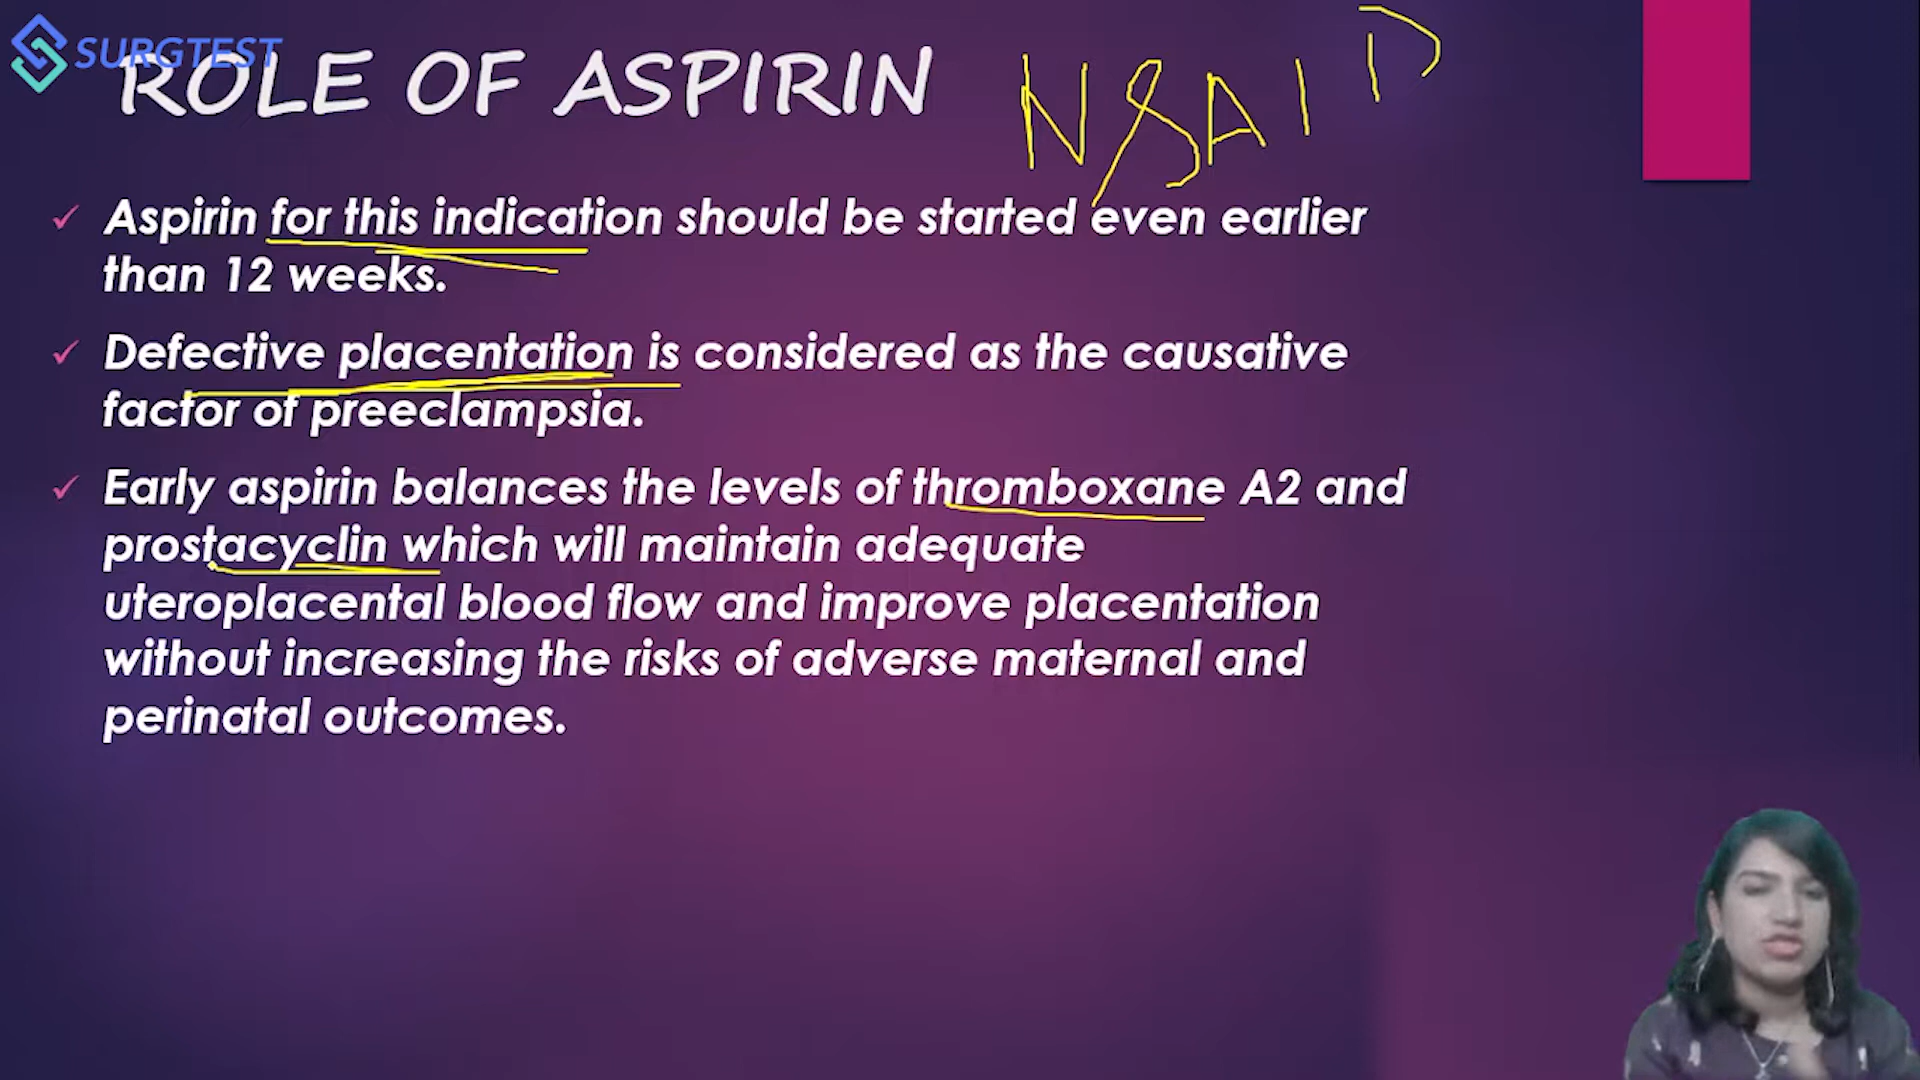 SURGTEST
ROLE OF ASPIRIN
NSAID
✓ Aspirin for this indication should be started even earlier
than 12 weeks.
✓ Defective placentation is considered as the causative
factor of preeclampsia.
✓ Early aspirin balances the levels of thromboxane A2 and
prostacyclin which will maintain adequate
uteroplacental blood flow and improve placentation
without increasing the risks of adverse maternal and
perinatal outcomes.